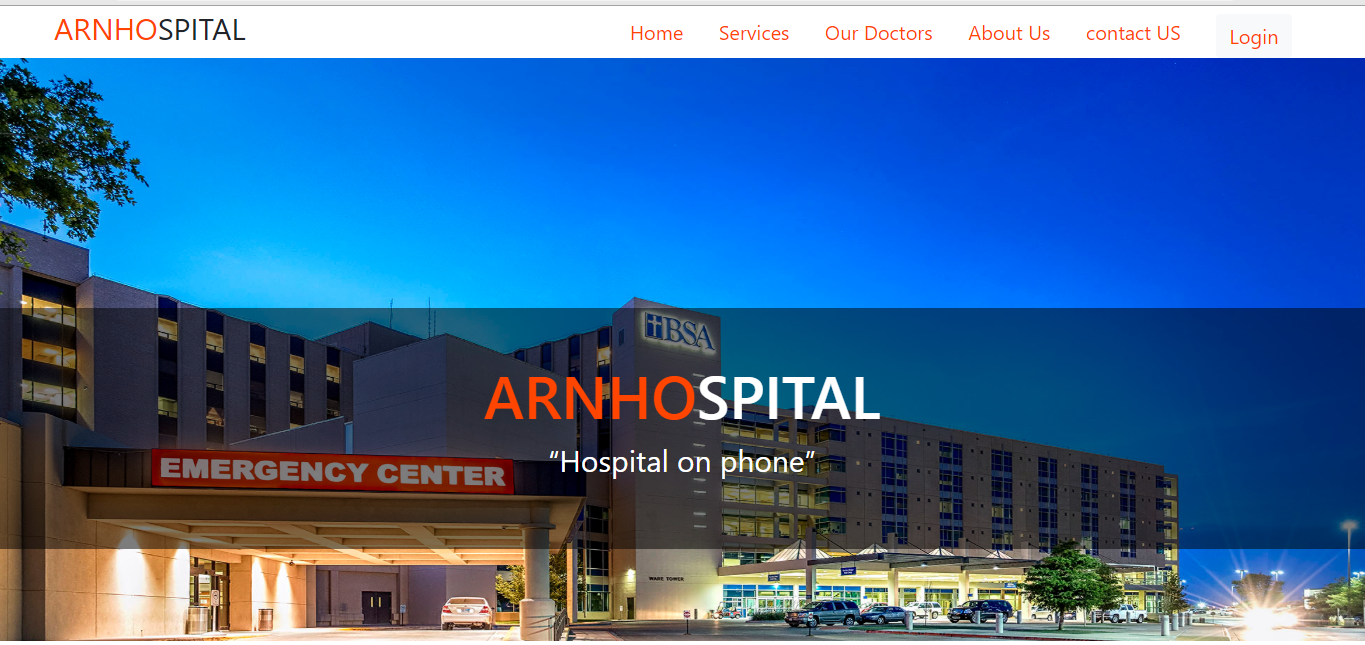 ARNHOSPITAL
Home Services Our Doctors About Us contact US Login
BSA
ARNHOSPITAL
“Hospital on phone”
EMERGENCY CENTER
WARE TOWER